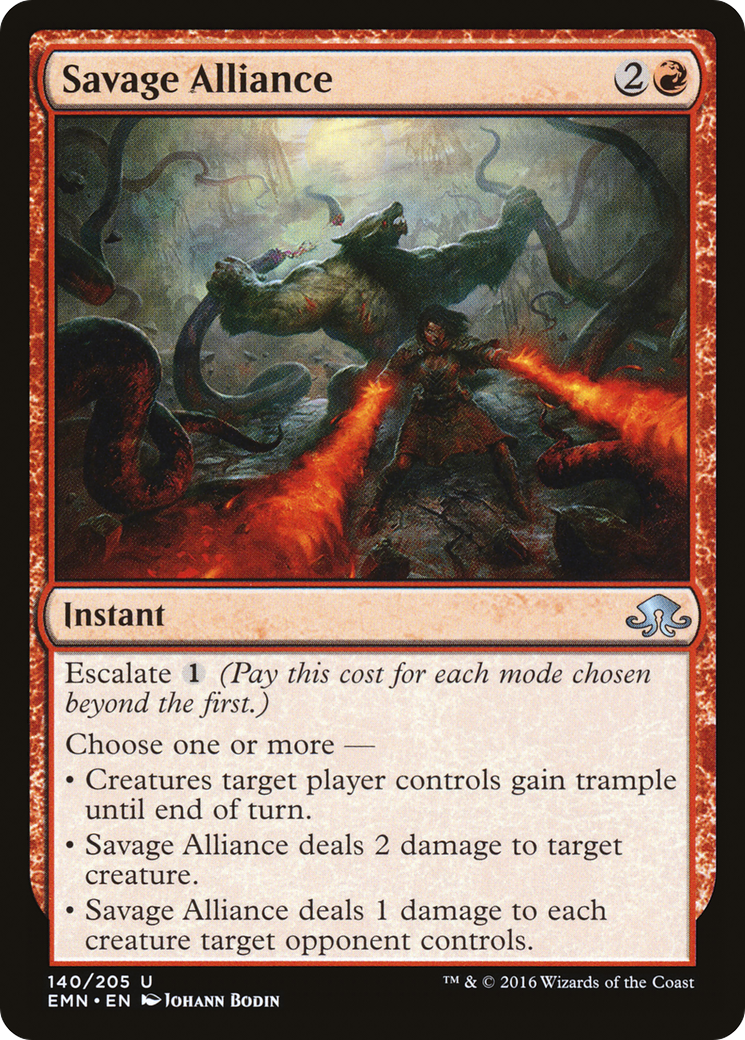 Savage Alliance 2
Instant
Escalate 1 (Pay this cost for each mode chosen
beyond the first.)
Choose one or more —
• Creatures target player controls gain trample
until end of turn.
• Savage Alliance deals 2 damage to target
creature.
• Savage Alliance deals 1 damage to each
creature target opponent controls.
140/205 U
EMN • EN Johann Bodin
™ & © 2016 Wizards of the Coast